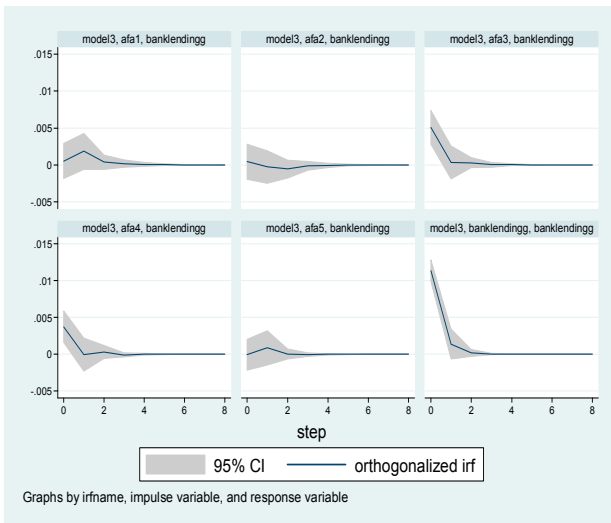 model3, afa1, banklendingg
model3, afa2, banklendingg
model3, afa3, banklendingg
.015
.01
.005
0
-.005
model3, afa4, banklendingg
model3, afa5, banklendingg
model3, banklendingg, banklendingg
.015
.01
.005
0
-.005
0 2 4 6 8
0 2 4 6 8
0 2 4 6 8
step
95% CI
orthogonalized irf
Graphs by irfname, impulse variable, and response variable